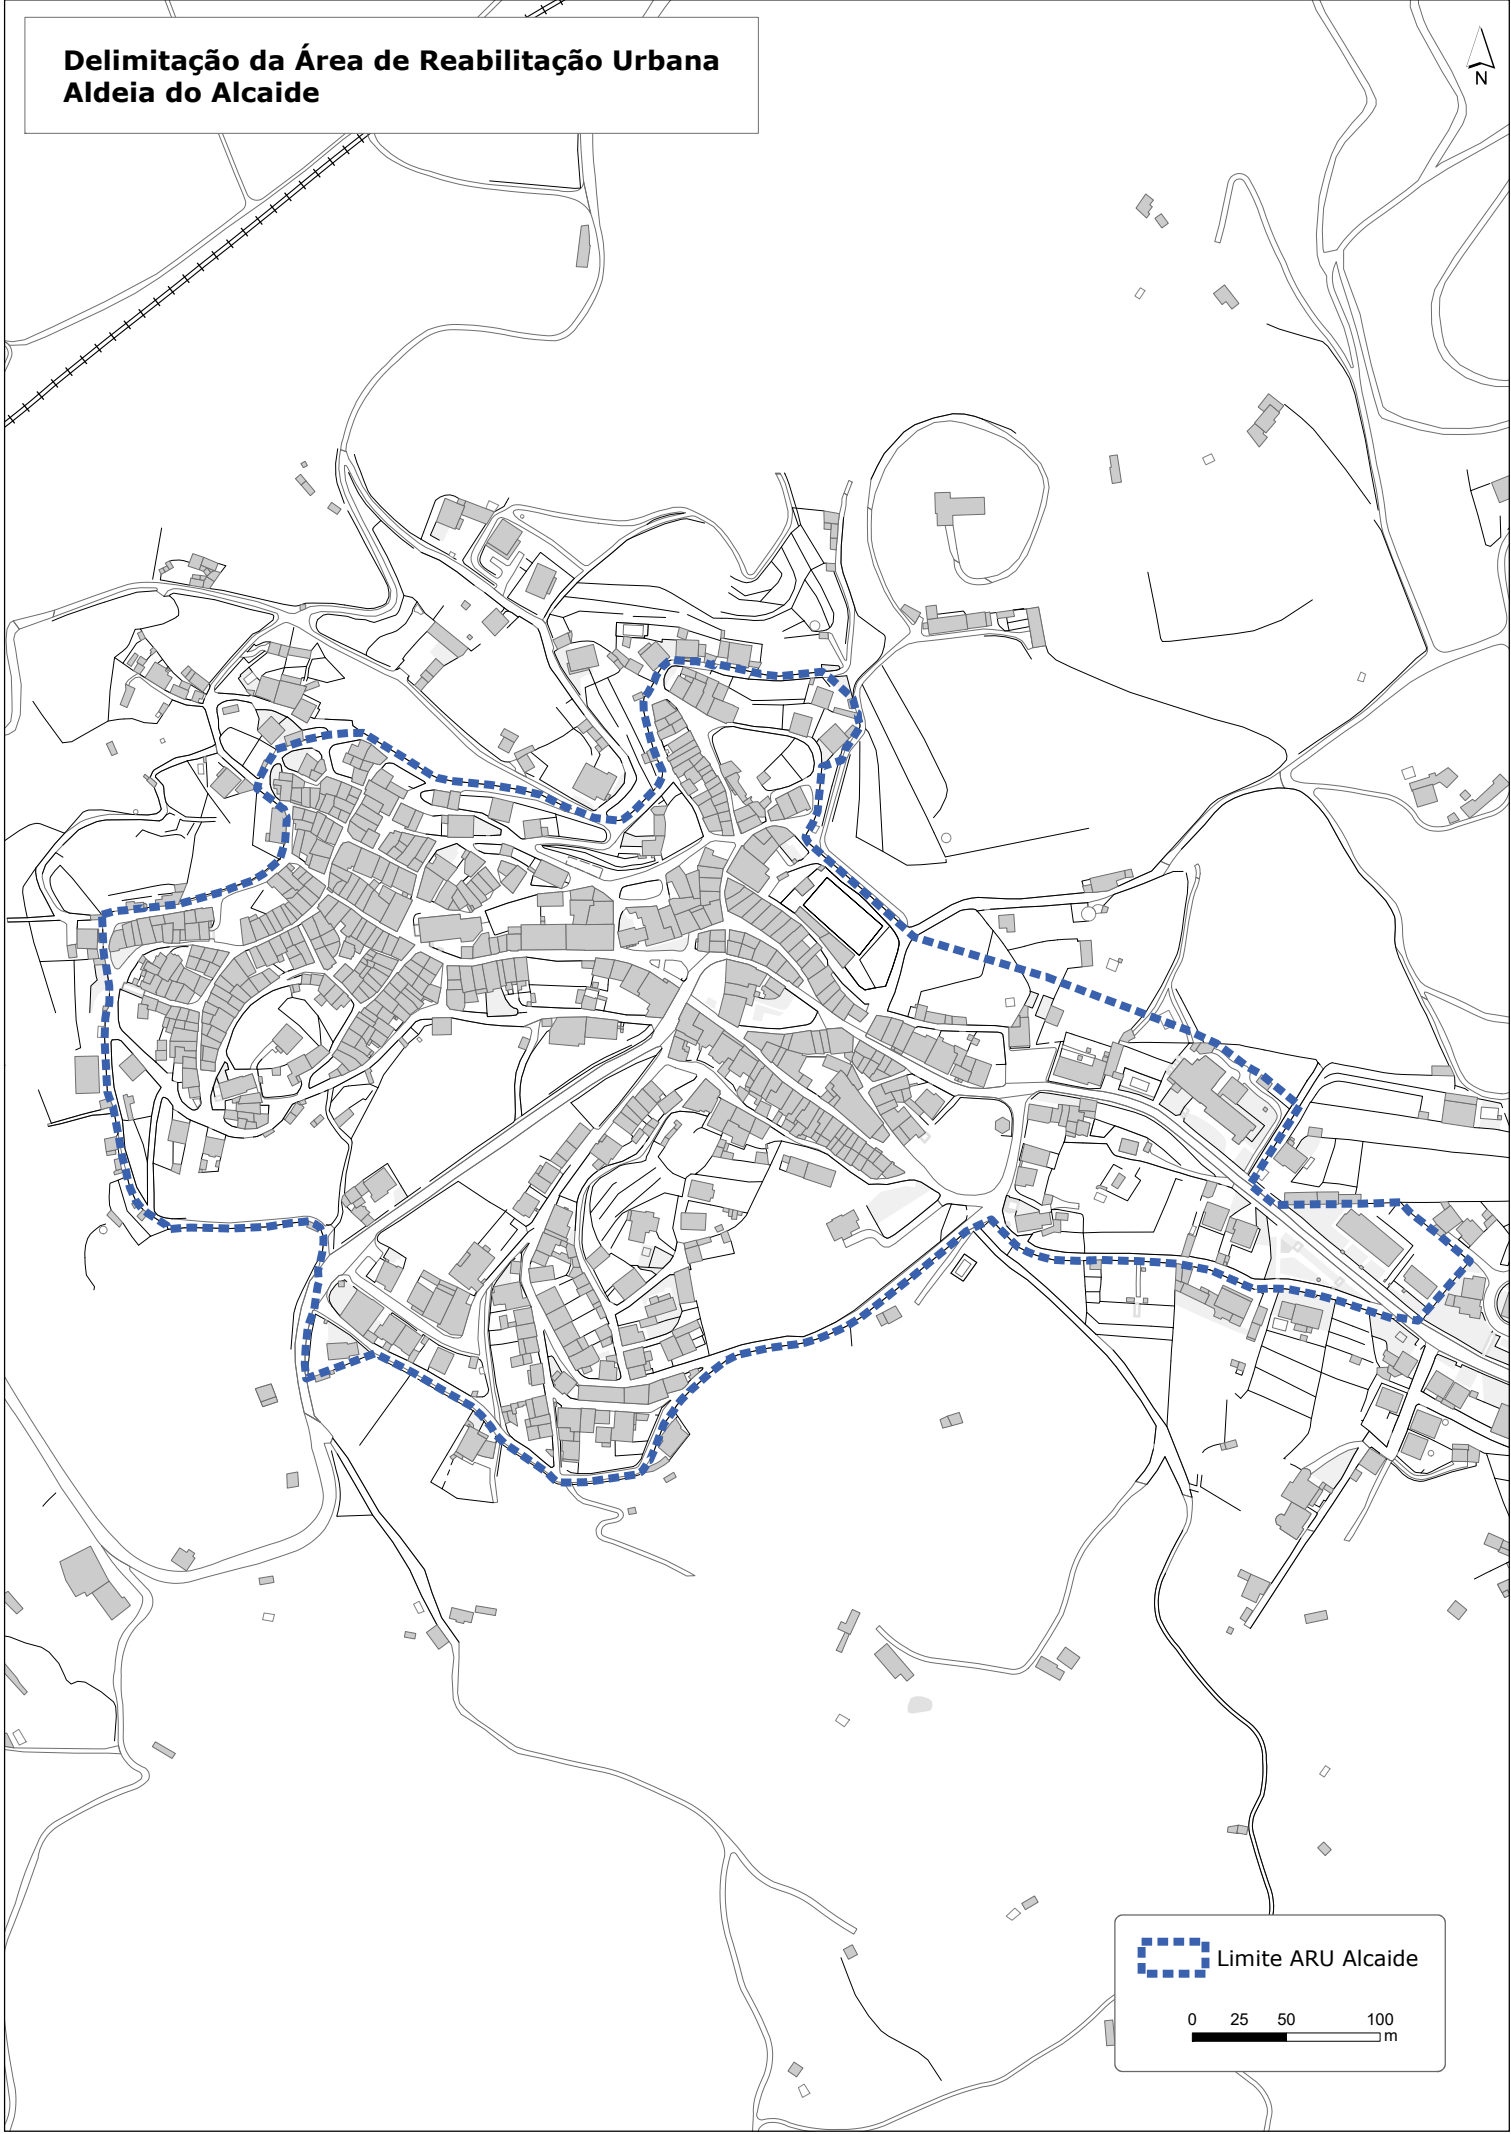 Delimitação da Área de Reabilitação Urbana
Aldeia do Alcaide
N
Limite ARU Alcaide
0 25 50 100
m